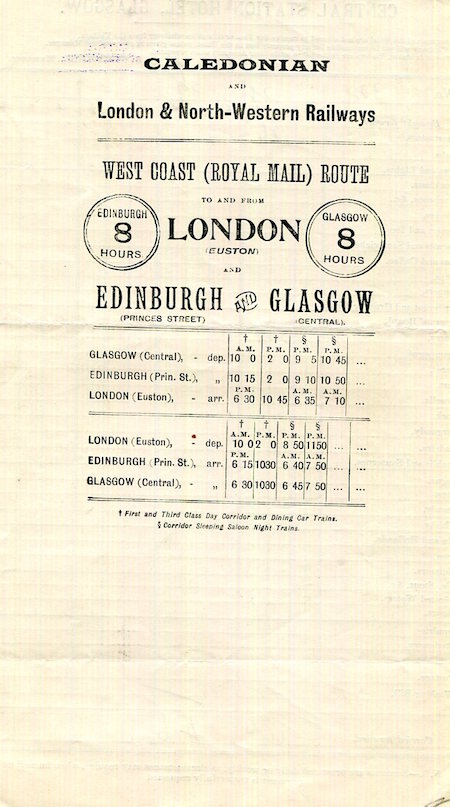 CALEDONIAN
AND
London & North-Western Railways
WEST COAST (ROYAL MAIL) ROUTE
TO AND FROM
EDINBURGH 8 HOURS
LONDON
(EUSTON)
GLASGOW 8 HOURS
AND
EDINBURGH AND GLASGOW
(PRINCES STREET) (CENTRAL).
† † § §
A.M. P.M. P.M. P.M.
GLASGOW (Central), - dep. 10 0 2 0 9 5 10 45 ...
EDINBURGH (Prin. St.), „ 10 15 2 0 9 10 10 50 ...
P.M. A.M. A.M.
LONDON (Euston), - arr. 6 30 10 45 6 35 7 10 ...
† † § §
A.M. P.M. P.M. P.M.
LONDON (Euston), - dep. 10 0 2 0 8 50 1150 ... ...
P.M. A.M. A.M.
EDINBURGH (Prin. St.), arr. 6 15 1030 6 40 7 50 ... ...
GLASGOW (Central), - „ 6 30 1030 6 45 7 50 ... ...
† First and Third Class Day Corridor and Dining Car Trains.
§ Corridor Sleeping Saloon Night Trains.